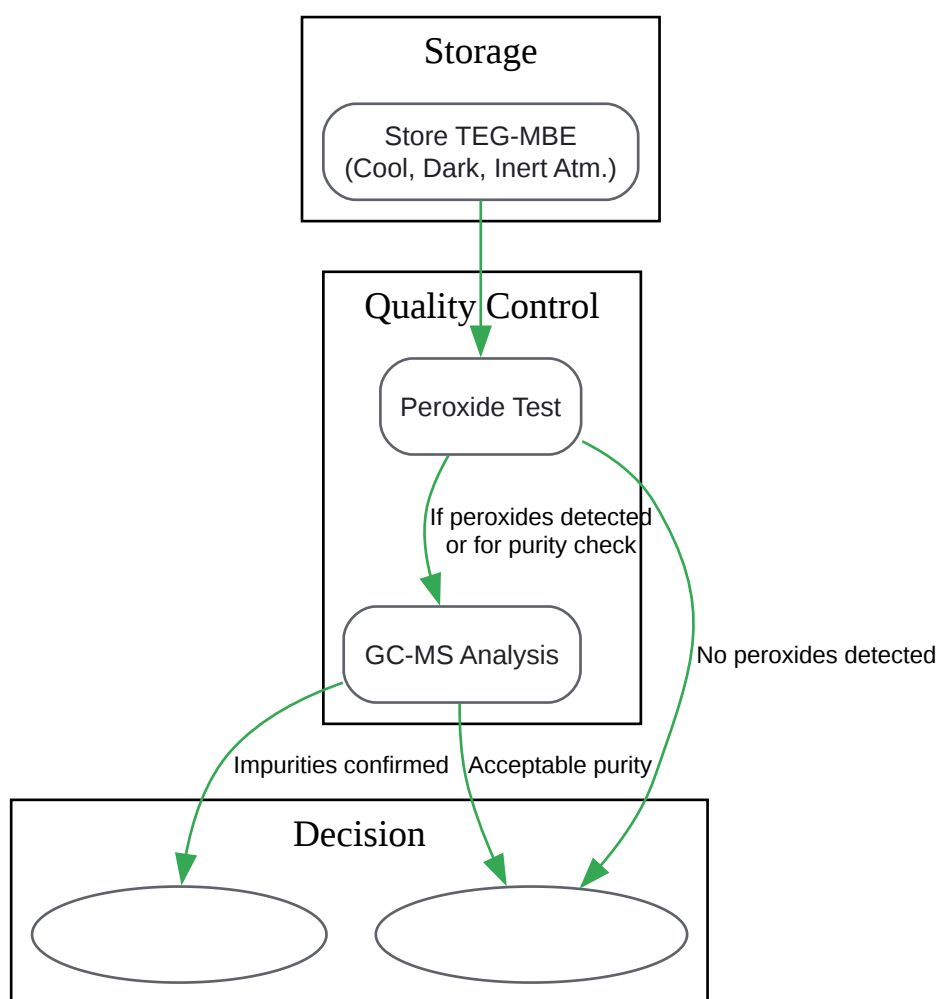 Storage
Store TEG-MBE
(Cool, Dark, Inert Atm.)
Quality Control
Peroxide Test
If peroxides detected
or for purity check
GC-MS Analysis
No peroxides detected
Impurities confirmed
Acceptable purity
Decision